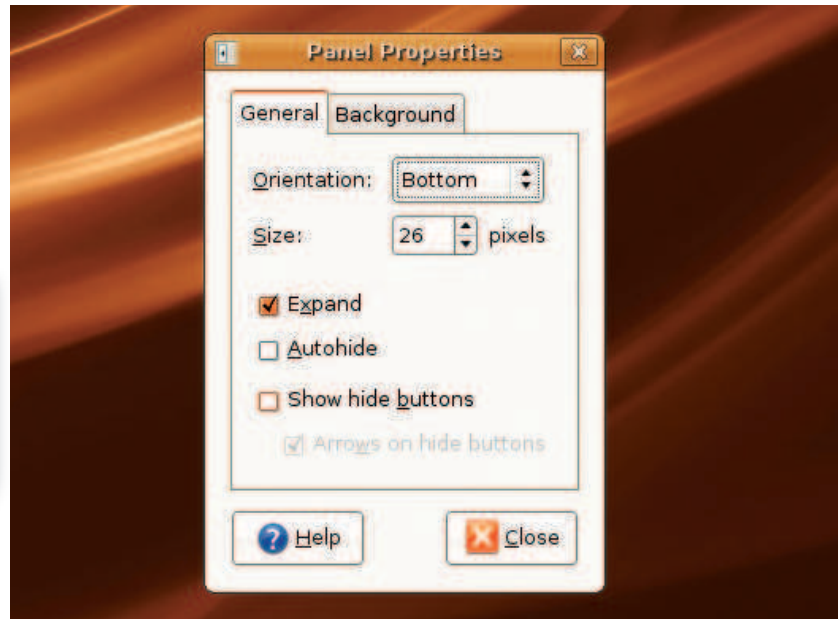 Panel Properties
General Background
Orientation: Bottom
Size: 26 pixels
Expand
Autohide
Show hide buttons
Arrows on hide buttons
Help Close